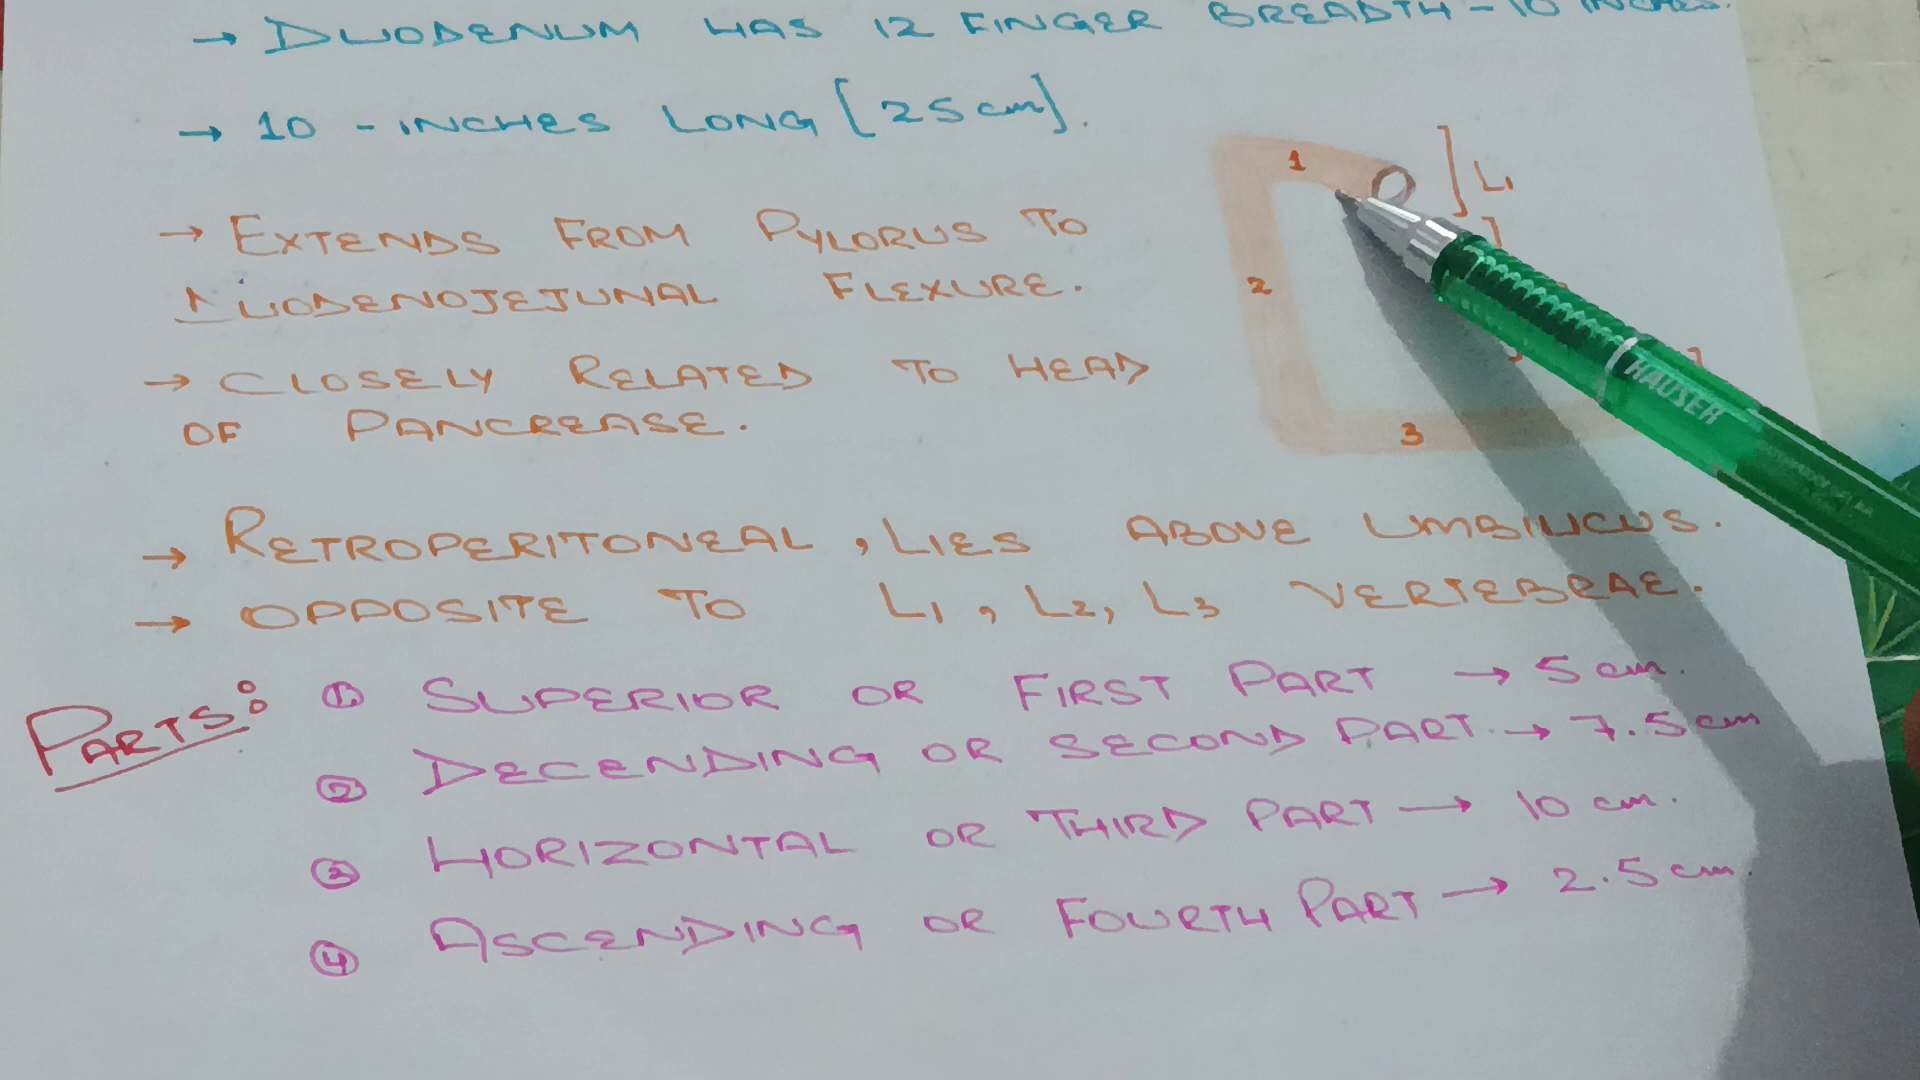 → DUODENUM HAS 12 FINGER BREADTH - 10 INCHES.
→ 10 - INCHES LONG [25 cm].
→ EXTENDS FROM PYLORUS TO
DUODENOJEJUNAL FLEXURE.
→ CLOSELY RELATED TO HEAD
OF PANCREASE.
1
] L1
]
2
3
HAUSER
→ RETROPERITONEAL, LIES ABOVE UMBILICUS.
→ OPPOSITE TO L1, L2, L3 VERTEBRAE.
PARTS:
① SUPERIOR OR FIRST PART → 5 cm.
② DECENDING OR SECOND PART. → 7.5 cm
③ HORIZONTAL OR THIRD PART → 10 cm.
④ ASCENDING OR FOURTH PART → 2.5 cm.